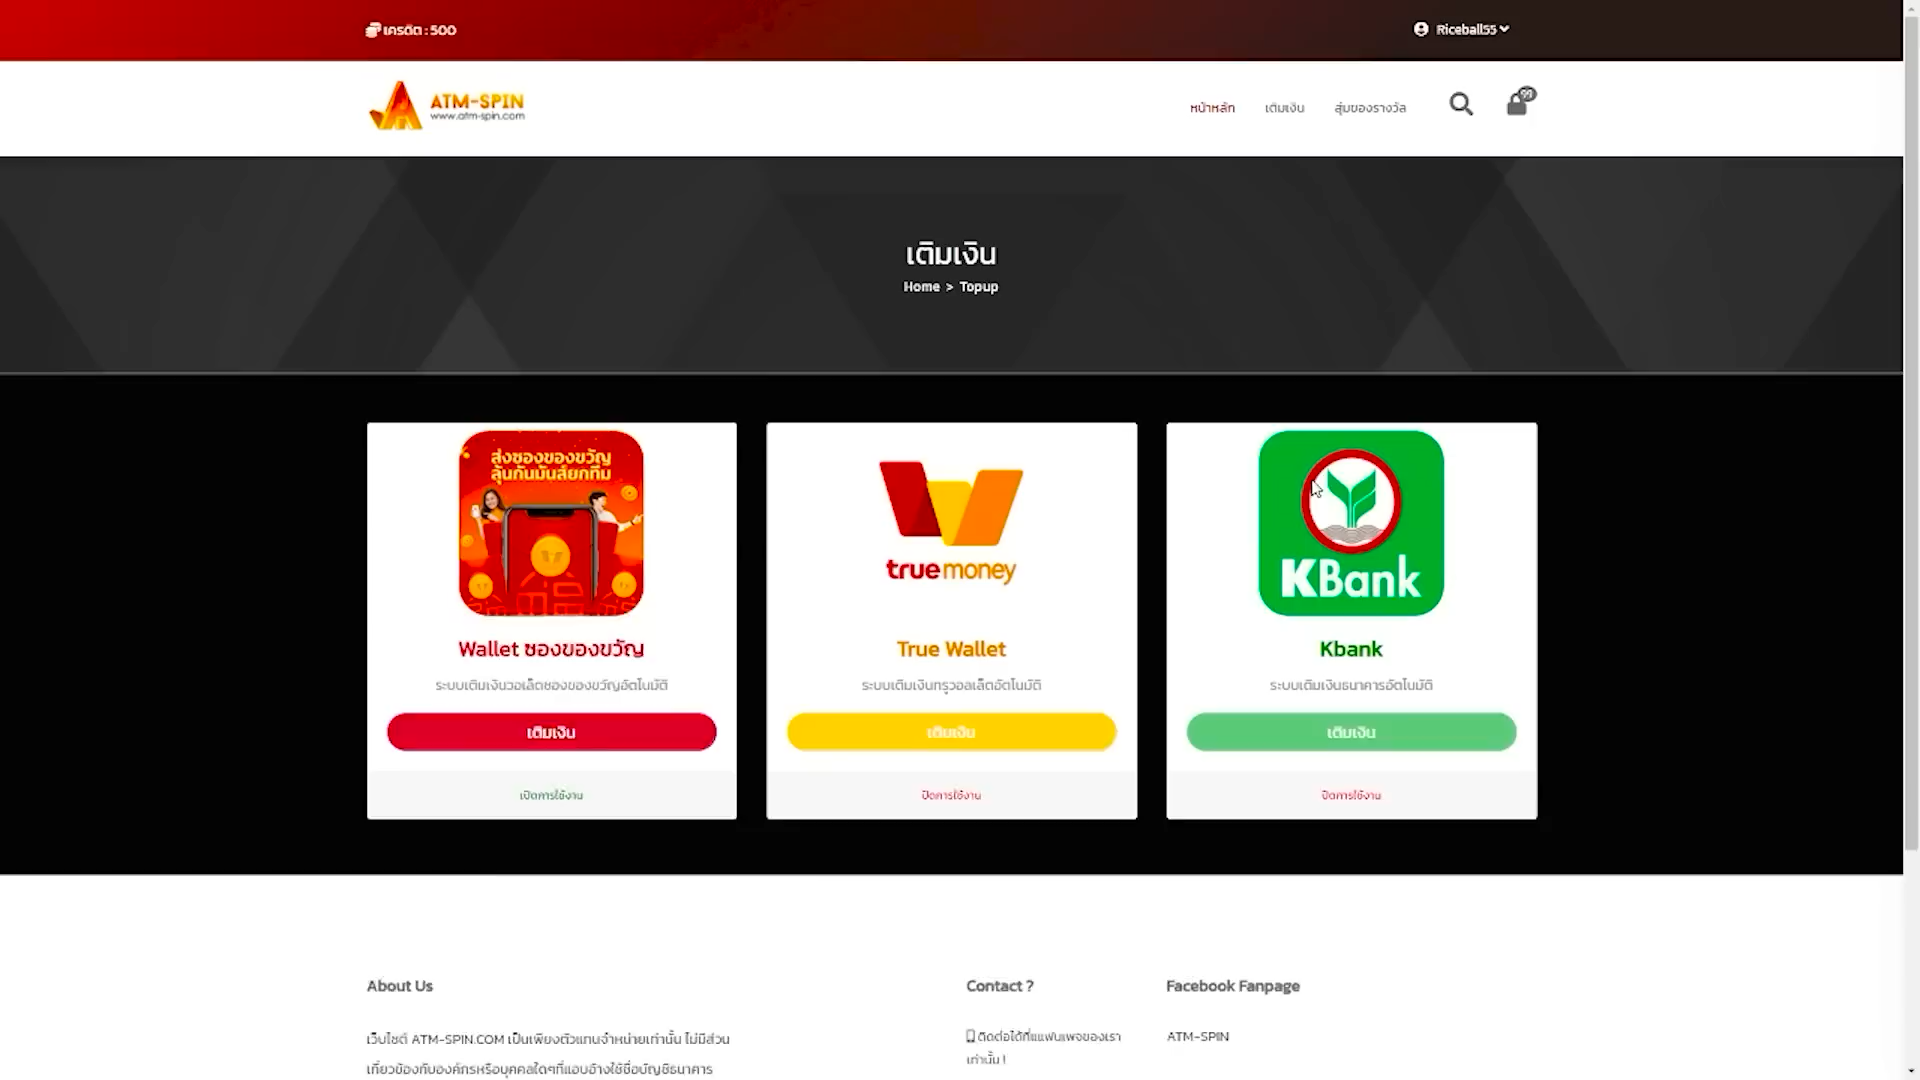 เครดิต : 500
Riceball55
ATM-SPIN
www.atm-spin.com
หน้าหลัก
เติมเงิน
สุ่มของรางวัล
เติมเงิน
Home > Topup
ส่งซองของขวัญ
ลุ้นกันมันส์ยกทีม
truemoney
KBank
Wallet ซองของขวัญ
True Wallet
Kbank
ระบบเติมเงินวอเล็ตซองของขวัญอัตโนมัติ
ระบบเติมเงินทรูวอลเล็ตอัตโนมัติ
ระบบเติมเงินธนาคารอัตโนมัติ
เติมเงิน
เติมเงิน
เติมเงิน
เปิดการใช้งาน
ปิดการใช้งาน
ปิดการใช้งาน
About Us
Contact ?
Facebook Fanpage
เว็บไซต์ ATM-SPIN.COM เป็นเพียงตัวแทนจำหน่ายเท่านั้น ไม่มีส่วน
เกี่ยวข้องกับองค์กรหรือบุคคลใดๆที่แอบอ้างใช้ชื่อบัญชีธนาคาร
ติดต่อได้ที่แฟนเพจของเรา
เท่านั้น !
ATM-SPIN